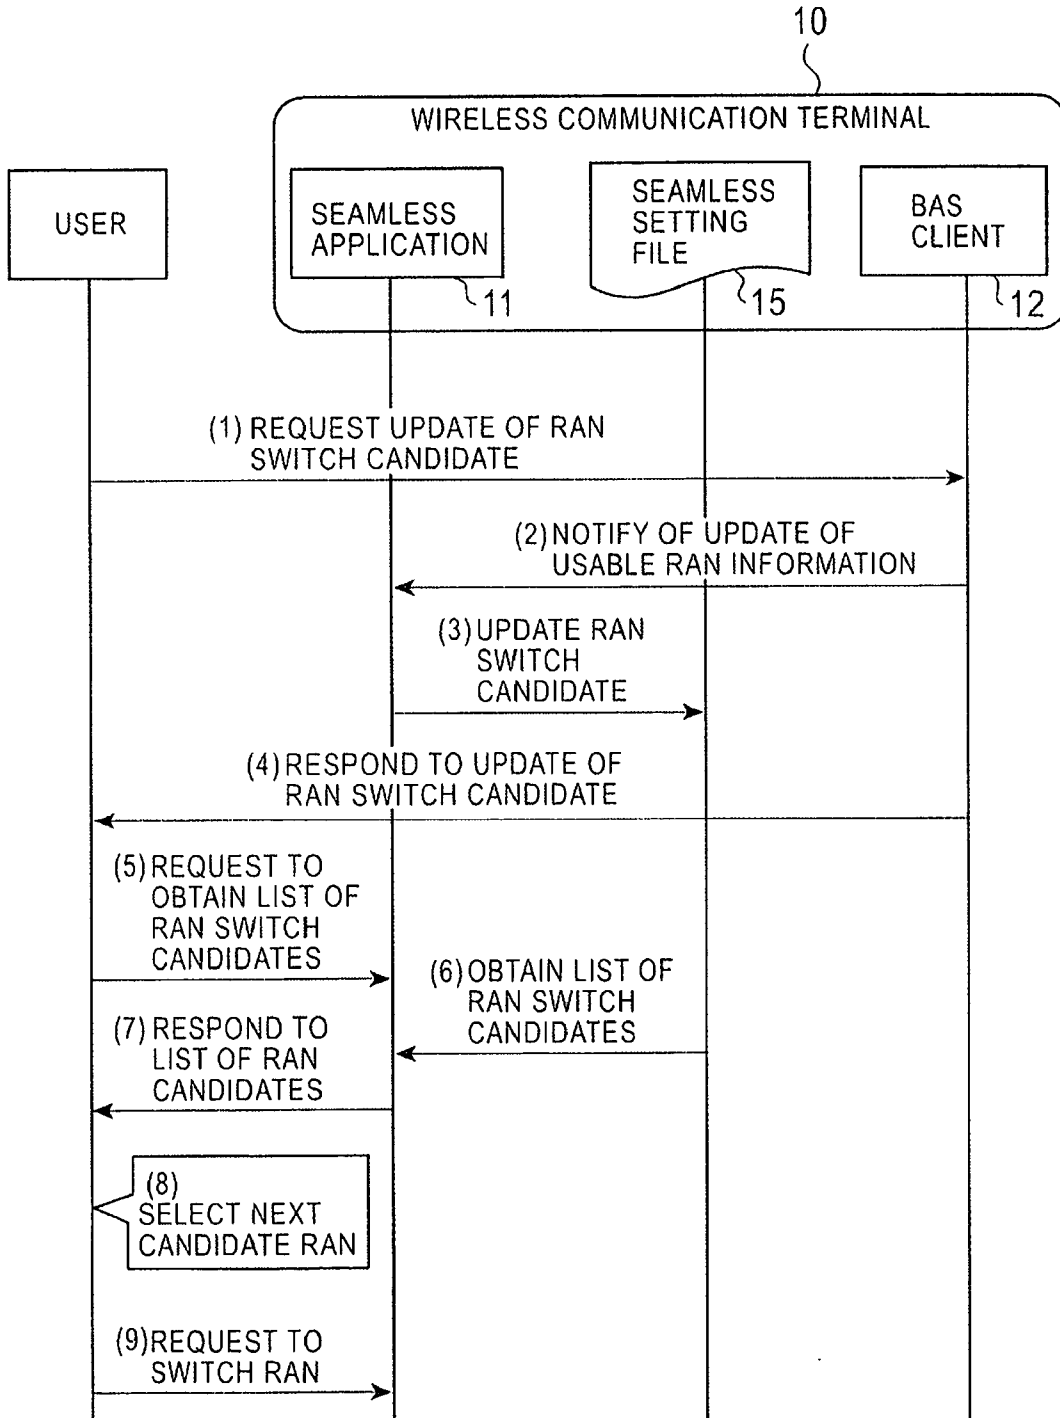 10
WIRELESS COMMUNICATION TERMINAL
USER
SEAMLESS
APPLICATION
11
SEAMLESS
SETTING
FILE
15
BAS
CLIENT
12
(1) REQUEST UPDATE OF RAN
SWITCH CANDIDATE
(2) NOTIFY OF UPDATE OF
USABLE RAN INFORMATION
(3) UPDATE RAN
SWITCH
CANDIDATE
(4) RESPOND TO UPDATE OF
RAN SWITCH CANDIDATE
(5) REQUEST TO
OBTAIN LIST OF
RAN SWITCH
CANDIDATES
(6) OBTAIN LIST OF
RAN SWITCH
CANDIDATES
(7) RESPOND TO
LIST OF RAN
CANDIDATES
(8)
SELECT NEXT
CANDIDATE RAN
(9) REQUEST TO
SWITCH RAN